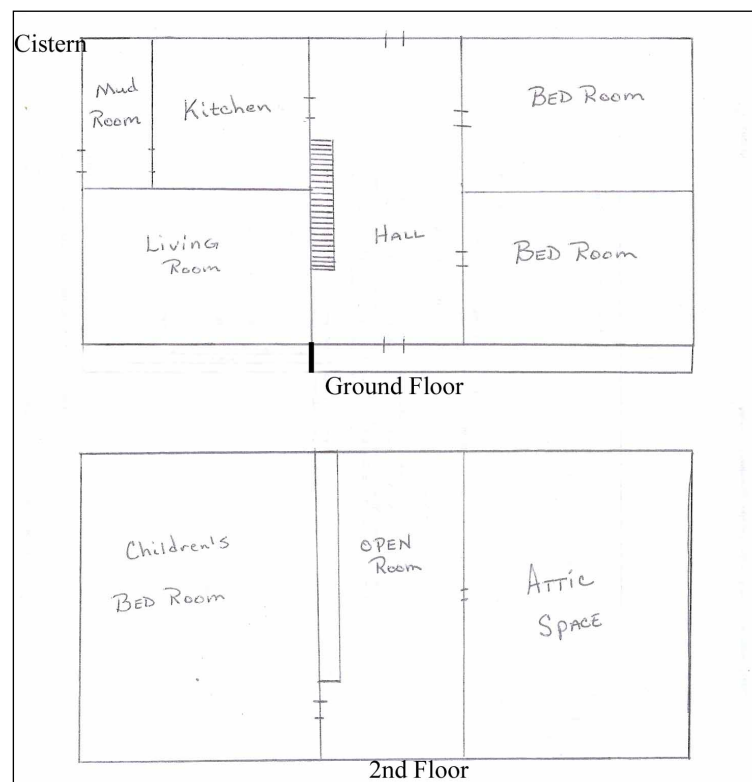 Cistern
Mud
Room
Kitchen
BED Room
Living
Room
HALL
BED Room
Ground Floor
Children's
BED Room
OPEN
Room
ATTic
SPACE
2nd Floor